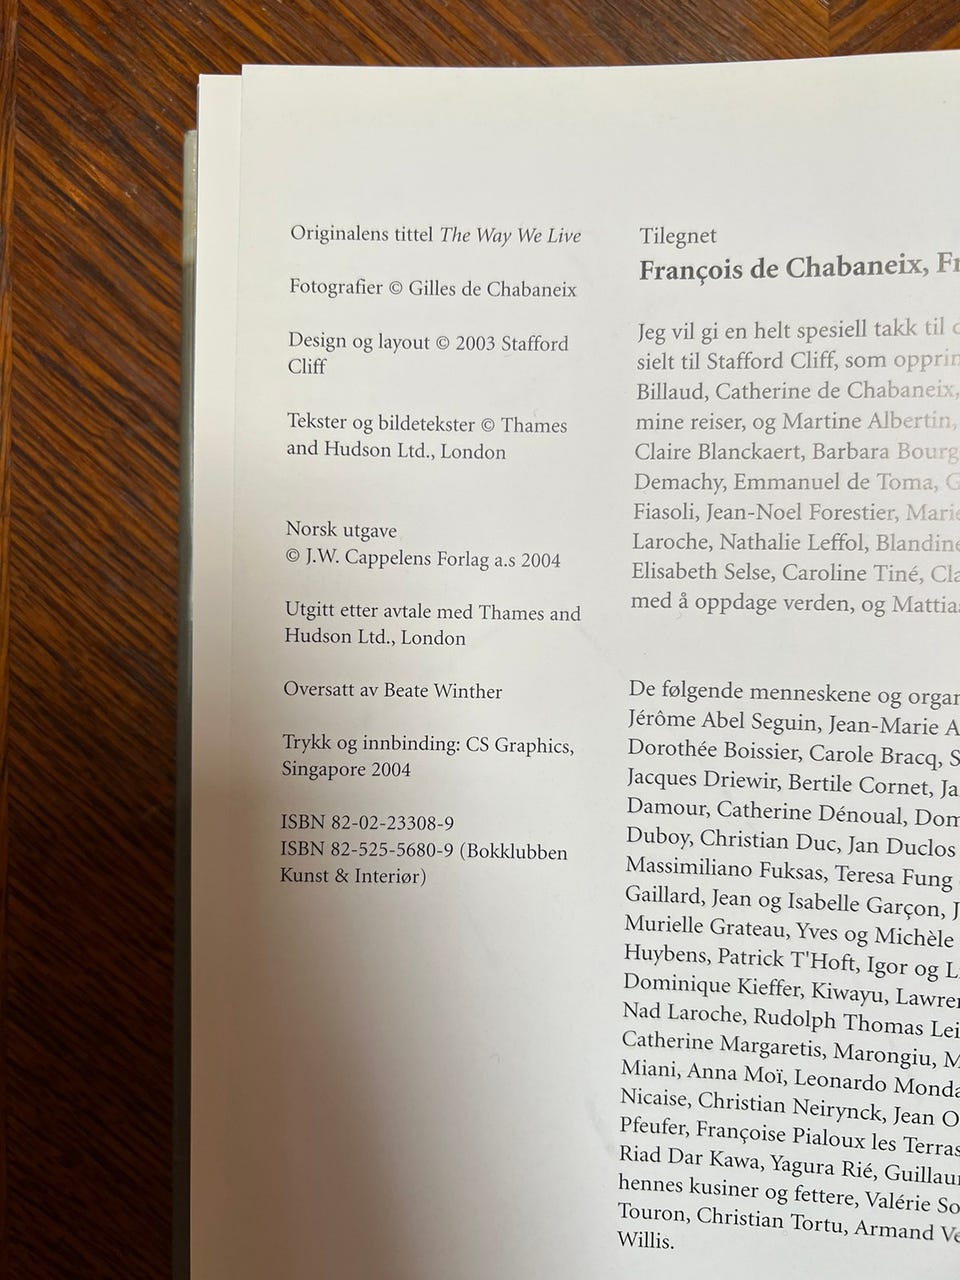 Originalens tittel The Way We Live
Fotografier © Gilles de Chabaneix
Design og layout © 2003 Stafford
Cliff
Tekster og bildetekster © Thames
and Hudson Ltd., London
Norsk utgave
© J.W. Cappelens Forlag a.s 2004
Utgitt etter avtale med Thames and
Hudson Ltd., London
Oversatt av Beate Winther
Trykk og innbinding: CS Graphics,
Singapore 2004
ISBN 82-02-23308-9
ISBN 82-525-5680-9 (Bokklubben
Kunst & Interiør)
Tilegnet
François de Chabaneix,
Jeg vil gi en helt spesiell takk til
sielt til Stafford Cliff, som
Billaud, Catherine de Chabaneix,
mine reiser, og Martine Albertin,
Claire Blanckaert, Barbara
Demachy, Emmanuel de Toma,
Fiasoli, Jean-Noel Forestier,
Laroche, Nathalie Leffol,
Elisabeth Selse, Caroline Tiné,
med å oppdage verden, og
De følgende menneskene og
Jérôme Abel Seguin, Jean-Marie
Dorothée Boissier, Carole Bracq,
Jacques Driewir, Bertile Cornet,
Damour, Catherine Dénoual,
Duboy, Christian Duc, Jan Duclos
Massimiliano Fuksas, Teresa Fung
Gaillard, Jean og Isabelle Garçon,
Murielle Grateau, Yves og Michèle
Huybens, Patrick T'Hoft, Igor og
Dominique Kieffer, Kiwayu,
Nad Laroche, Rudolph Thomas
Catherine Margaretis, Marongiu,
Miani, Anna Moï, Leonardo
Nicaise, Christian Neirynck, Jean
Pfeufer, Françoise Pialoux les
Riad Dar Kawa, Yagura Rié,
hennes kusiner og fettere, Valérie
Touron, Christian Tortu, Armand
Willis.